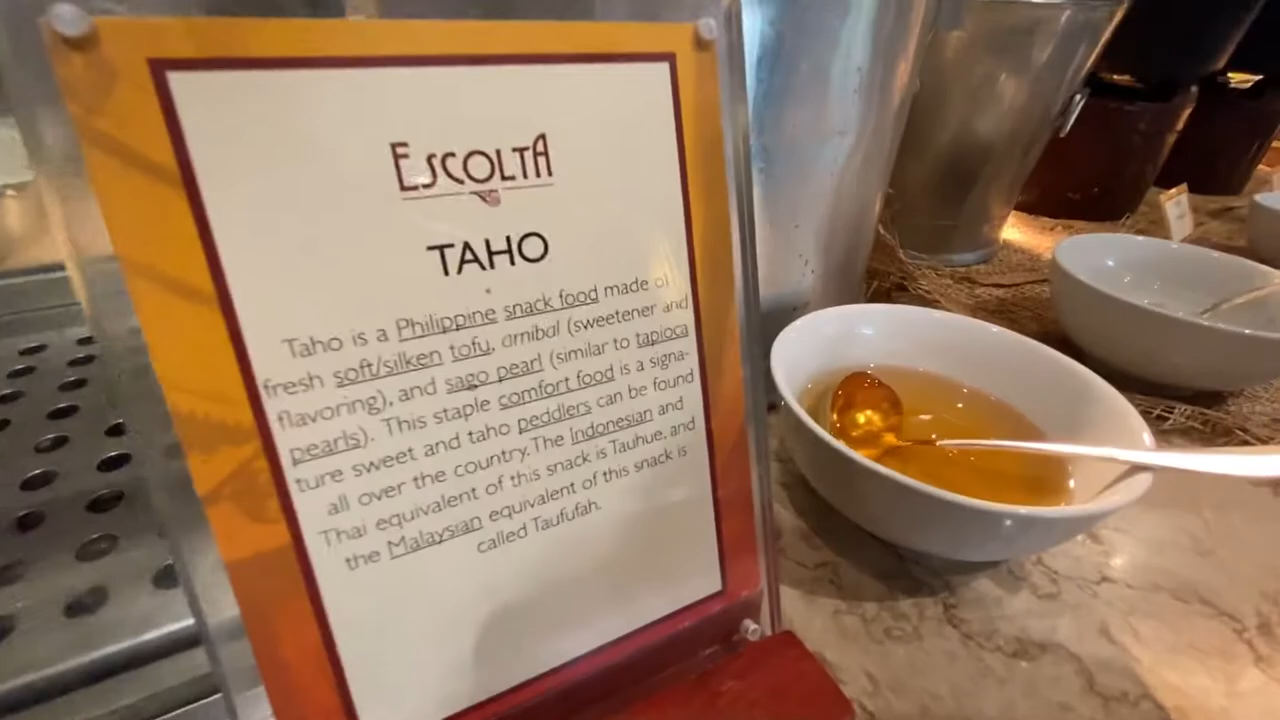 ESCOLTA
TAHO
Taho is a Philippine snack food made of
fresh soft/silken tofu, arnibal (sweetener and
flavoring), and sago pearl (similar to tapioca
pearls). This staple comfort food is a signa-
ture sweet and taho peddlers can be found
all over the country. The Indonesian and
Thai equivalent of this snack is Tauhue, and
the Malaysian equivalent of this snack is
called Taufufah.